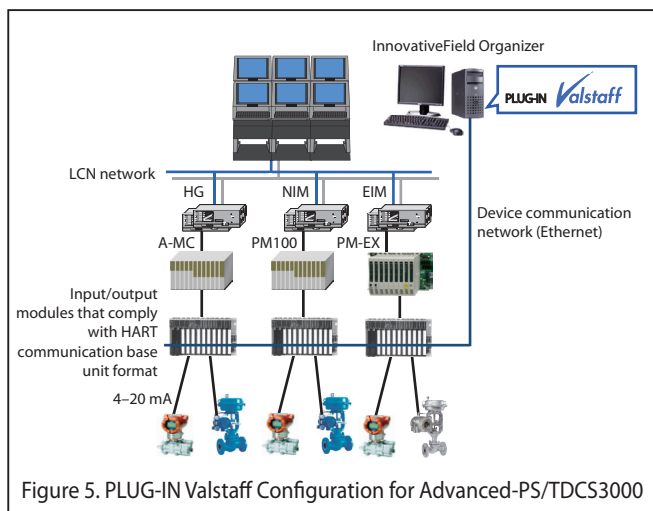 InnovativeField Organizer
PLUG-IN Valstaff
LCN network
HG
NIM
EIM
Device communication
network (Ethernet)
A-MC
PM100
PM-EX
Input/output
modules that comply
with HART
communication base
unit format
4–20 mA
Figure 5. PLUG-IN Valstaff Configuration for Advanced-PS/TDCS3000